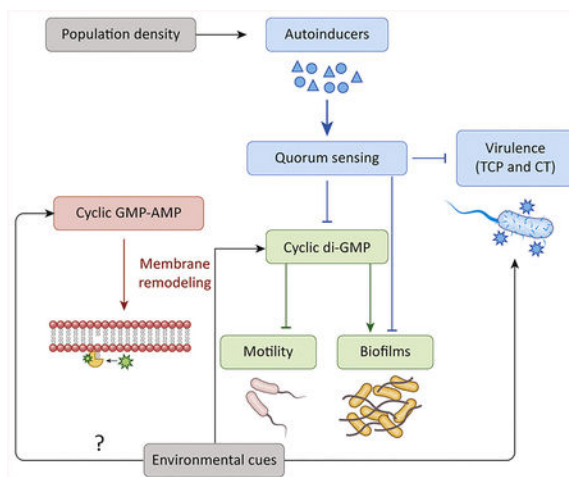 Population density
Autoinducers
Quorum sensing
Virulence
(TCP and CT)
Cyclic GMP-AMP
Cyclic di-GMP
Membrane
remodeling
Motility
Biofilms
?
Environmental cues